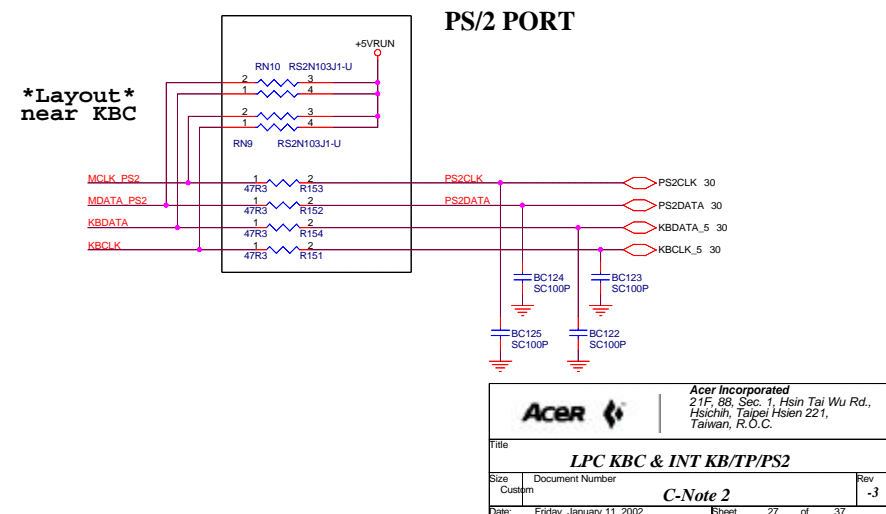 PS/2 PORT
+5VRUN
RN10 RS2N103J1-U
2 3
1 4
*Layout*
near KBC
2 3
1 4
RN9 RS2N103J1-U
MCLK_PS2 1 2 PS2CLK PS2CLK 30
47R3 R153
MDATA_PS2 1 2 PS2DATA PS2DATA 30
47R3 R152
KBDATA 1 2 KBDATA_5 30
47R3 R154
KBCLK 1 2 KBCLK_5 30
47R3 R151
BC124 BC123
SC100P SC100P
BC125 BC122
SC100P SC100P
Acer
Acer Incorporated
21F, 88, Sec. 1, Hsin Tai Wu Rd.,
Hsichih, Taipei Hsien 221,
Taiwan, R.O.C.
Title
LPC KBC & INT KB/TP/PS2
Size Document Number Rev
Custom C-Note 2 -3
Date: Friday, January 11, 2002 Sheet 27 of 37